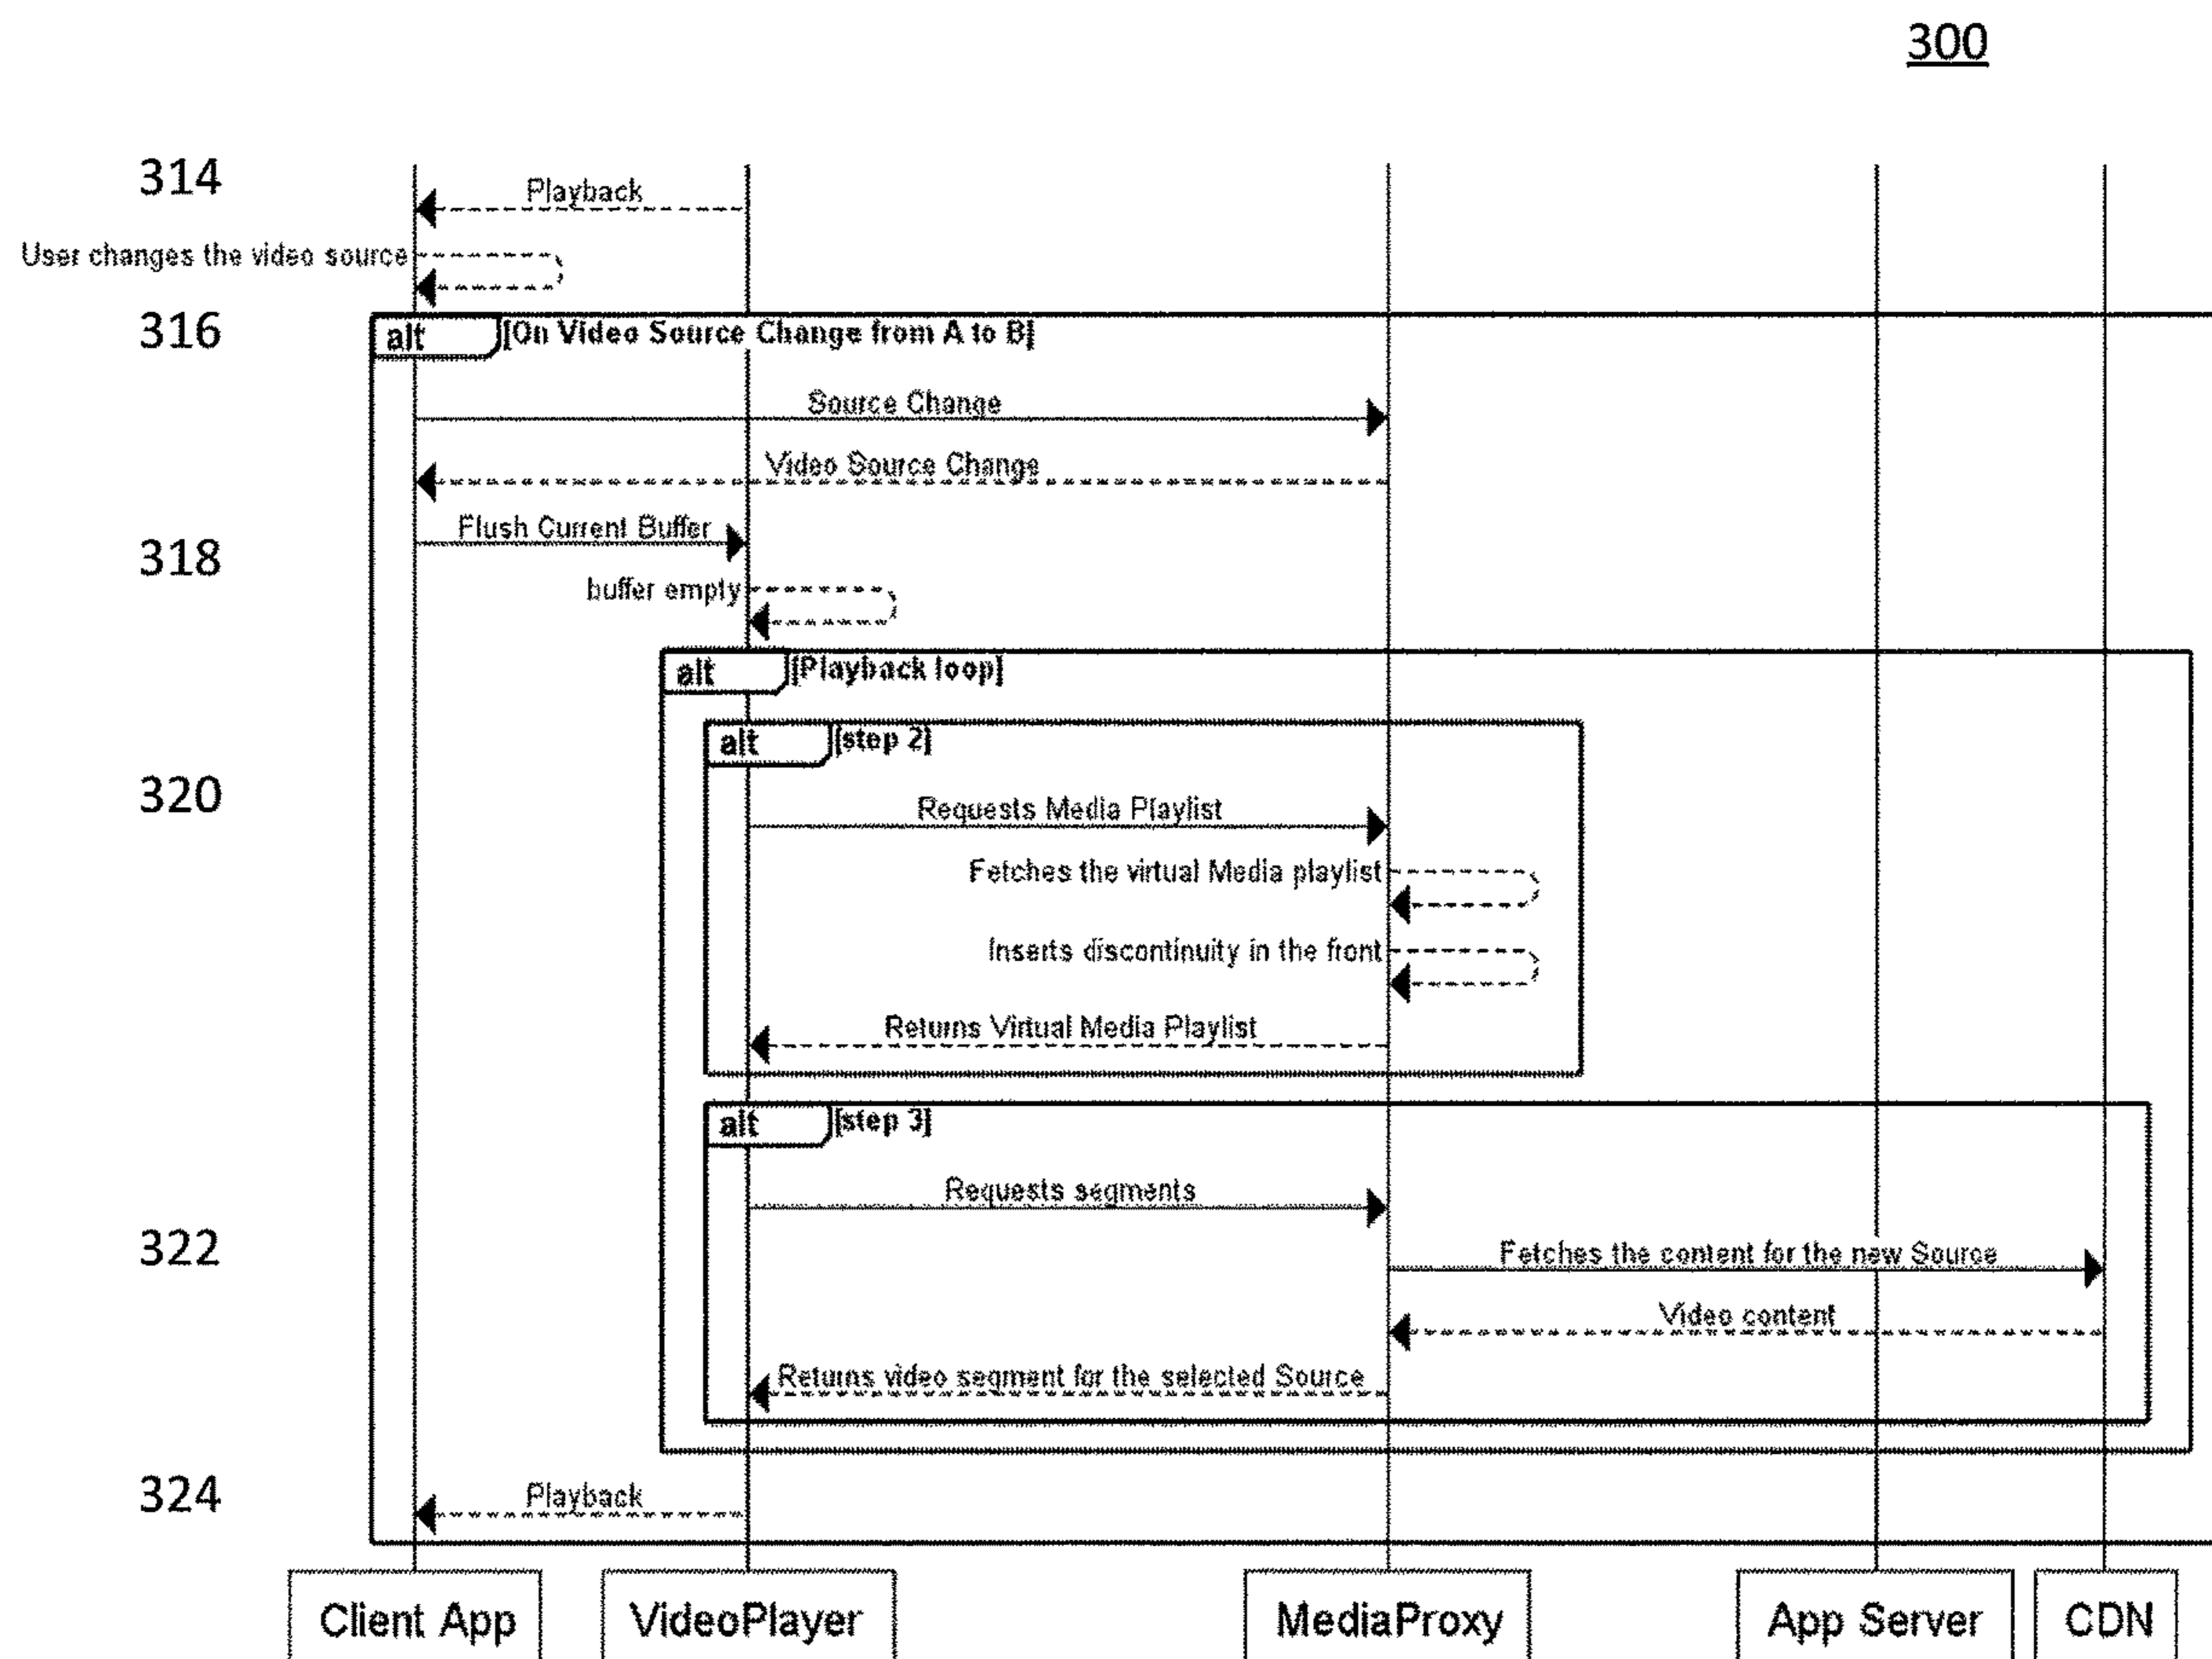 300
314
Playback
User changes the video source
316
alt [On Video Source Change from A to B]
Source Change
Video Source Change
Flush Current Buffer
318
buffer empty
alt [Playback loop]
alt [step 2]
320
Requests Media Playlist
Fetches the virtual Media playlist
Inserts discontinuity in the front
Returns Virtual Media Playlist
alt [step 3]
Requests segments
322
Fetches the content for the new Source
Video content
Returns video segment for the selected Source
324
Playback
Client App
VideoPlayer
MediaProxy
App Server
CDN